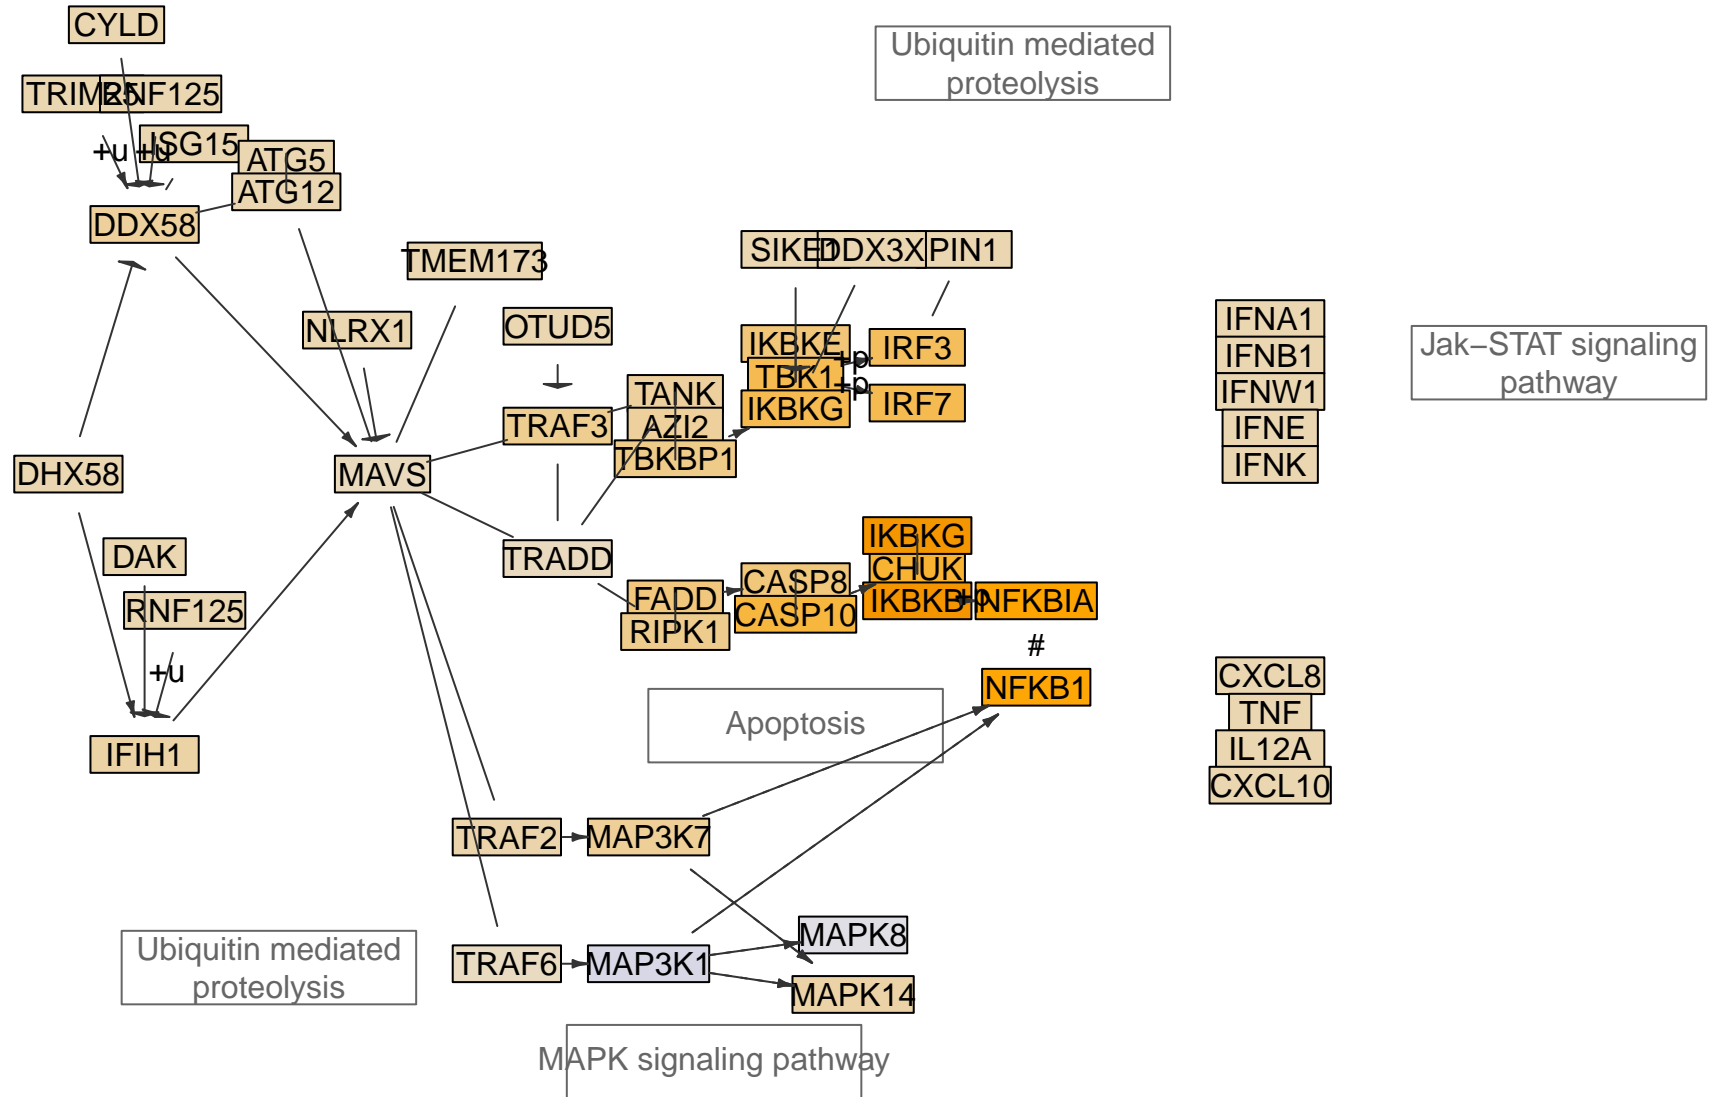 CYLD
Ubiquitin mediated
proteolysis
TRIM25
RNF125
+u
+u
ISG15
ATG5
ATG12
DDX58
TMEM173
SIKE1
DDX3X
PIN1
NLRX1
OTUD5
IKBKE
TBK1
IKBKG
+p
+p
IRF3
IRF7
IFNA1
IFNB1
IFNW1
IFNE
IFNK
Jak−STAT signaling
pathway
TRAF3
TANK
AZI2
TBKBP1
DHX58
MAVS
DAK
RNF125
+u
IFIH1
TRADD
FADD
RIPK1
CASP8
CASP10
IKBKG
CHUK
IKBKB
+p
NFKBIA
#
NFKB1
Apoptosis
CXCL8
TNF
IL12A
CXCL10
TRAF2
MAP3K7
TRAF6
MAP3K1
MAPK8
MAPK14
Ubiquitin mediated
proteolysis
MAPK signaling pathway